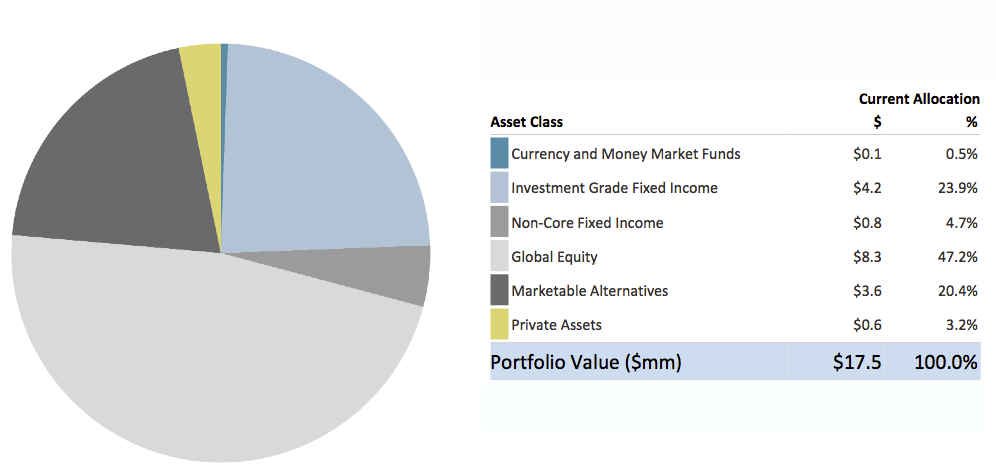 Current Allocation
Asset Class $ %
Currency and Money Market Funds $0.1 0.5%
Investment Grade Fixed Income $4.2 23.9%
Non-Core Fixed Income $0.8 4.7%
Global Equity $8.3 47.2%
Marketable Alternatives $3.6 20.4%
Private Assets $0.6 3.2%
Portfolio Value ($mm) $17.5 100.0%